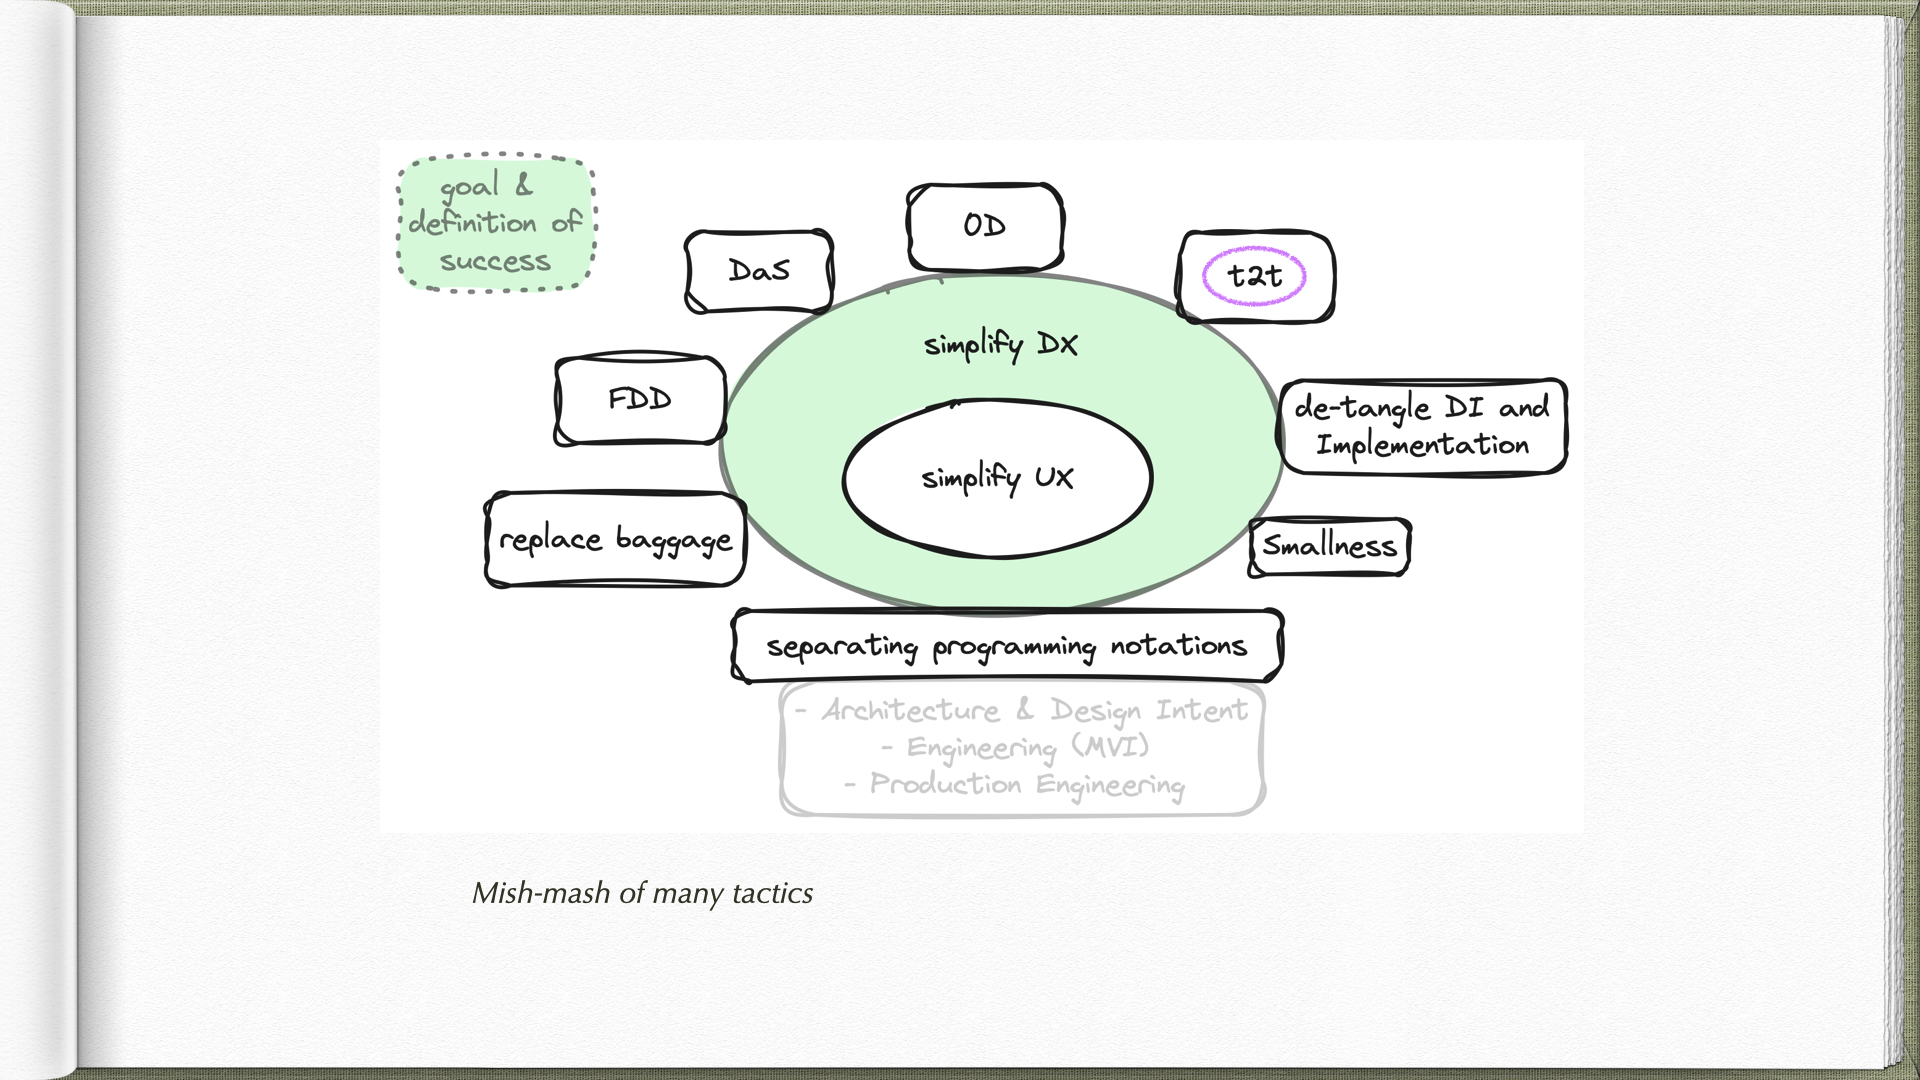 goal &
definition of
success
OD
DaS
t2t
simplify DX
FDD
de-tangle DI and
Implementation
simplify UX
replace baggage
Smallness
separating programming notations
- Architecture & Design Intent
- Engineering (MVI)
- Production Engineering
Mish-mash of many tactics